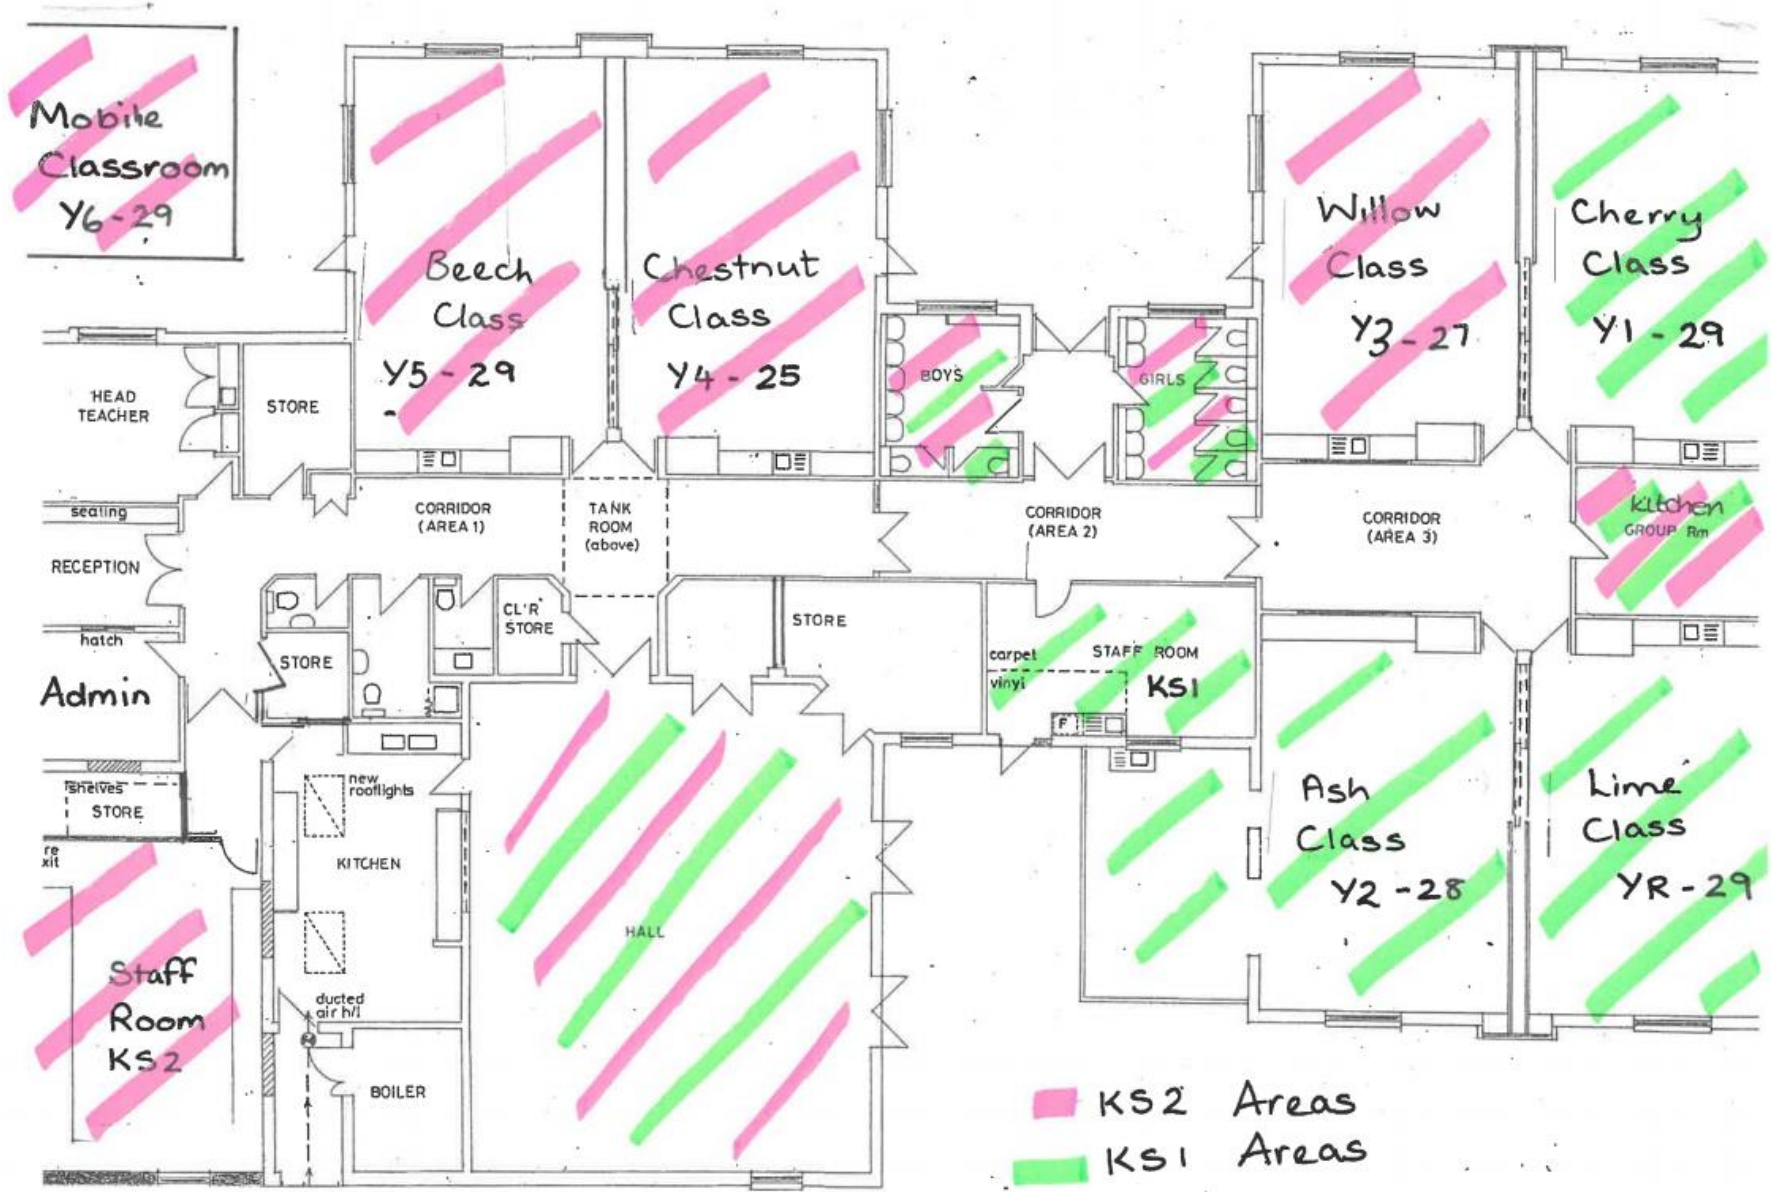 Mobile
Classroom
Y6 - 29
Beech
Class
Y5 - 29
Chestnut
Class
Y4 - 25
Willow
Class
Y3 - 27
Cherry
Class
Y1 - 29
HEAD
TEACHER
STORE
BOYS
GIRLS
seating
RECEPTION
hatch
CORRIDOR
(AREA 1)
TANK
ROOM
(above)
CORRIDOR
(AREA 2)
CORRIDOR
(AREA 3)
Kitchen
GROUP Rm
CL'R
STORE
STORE
STORE
carpet
vinyl
STAFF ROOM
KS1
F
Admin
shelves
STORE
re
xit
new
rooflights
KITCHEN
ducted
air h/l
BOILER
HALL
Ash
Class
Y2 - 28
Lime
Class
YR - 29
Staff
Room
KS2
KS2 Areas
KS1 Areas